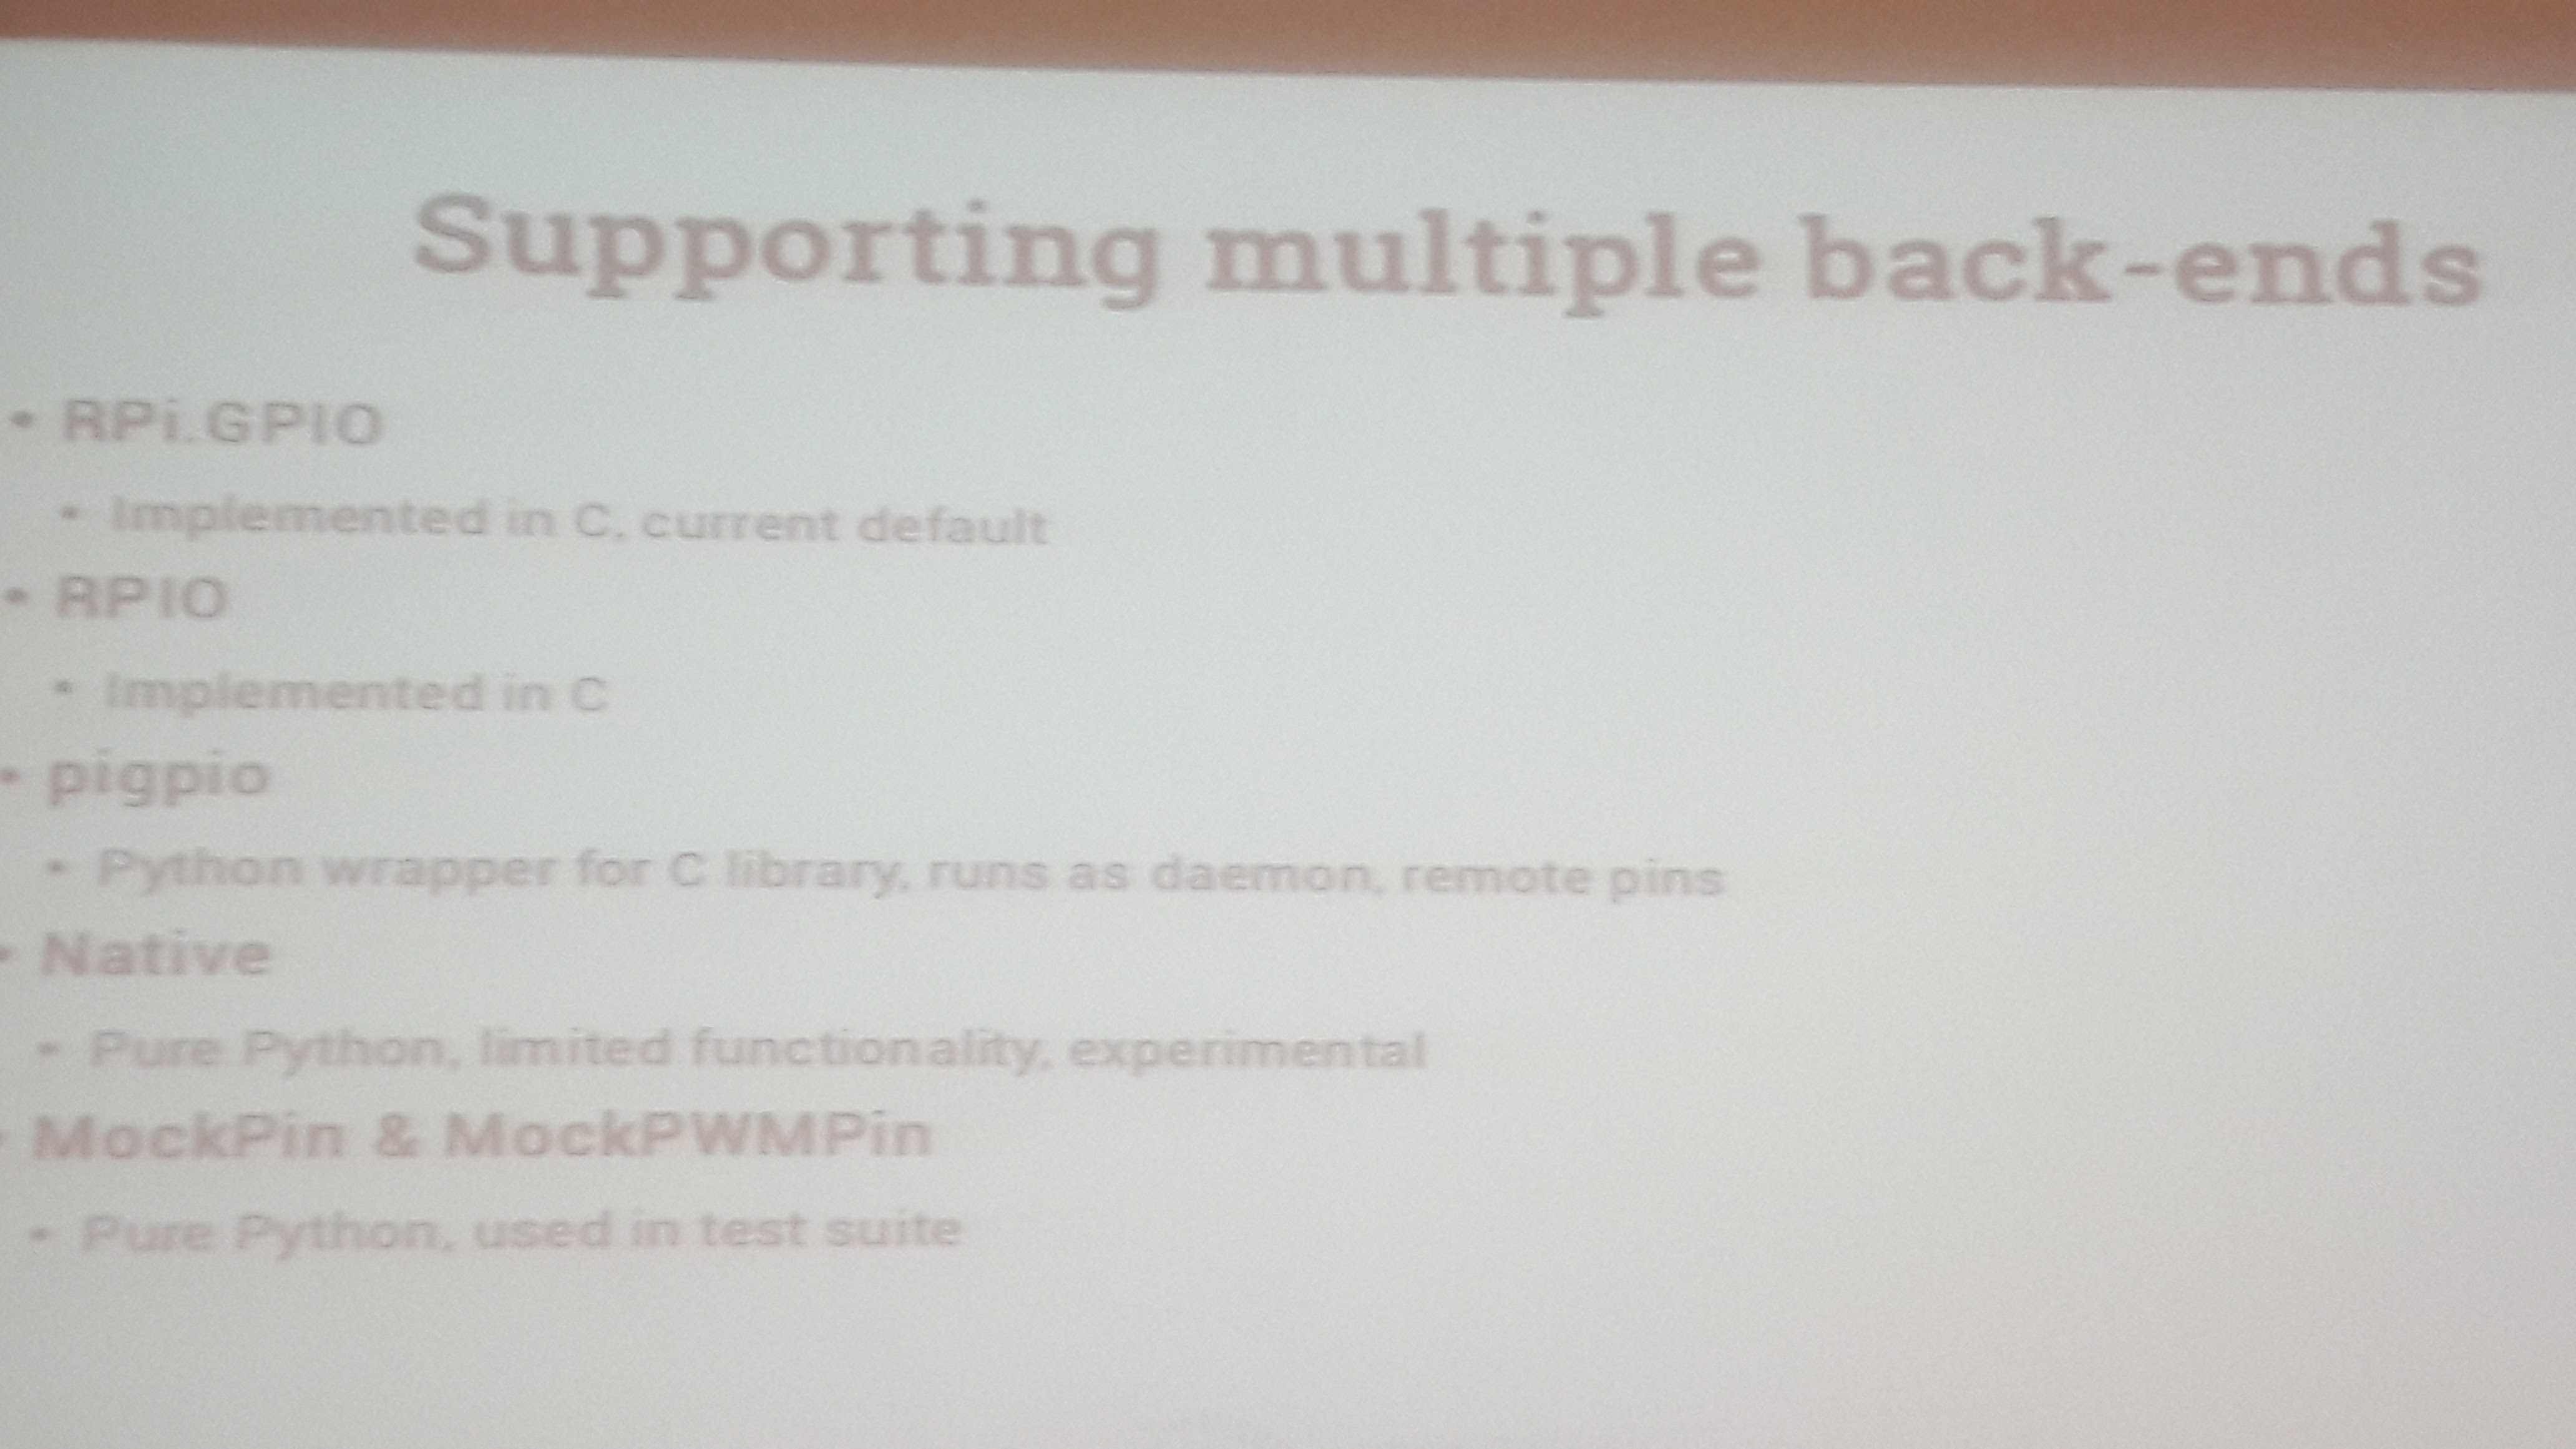 Supporting multiple back-ends
• RPi.GPIO
• Implemented in C, current default
• RPIO
• Implemented in C
• pigpio
• Python wrapper for C library, runs as daemon, remote pins
• Native
• Pure Python, limited functionality, experimental
• MockPin & MockPWMPin
• Pure Python, used in test suite